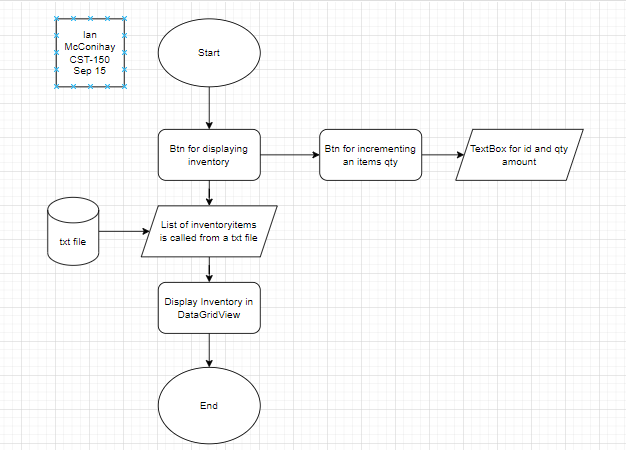 Ian
McConihay
CST-150
Sep 15
Start
Btn for displaying
inventory
Btn for incrementing
an items qty
TextBox for id and qty
amount
txt file
List of inventoryitems
is called from a txt file
Display Inventory in
DataGridView
End